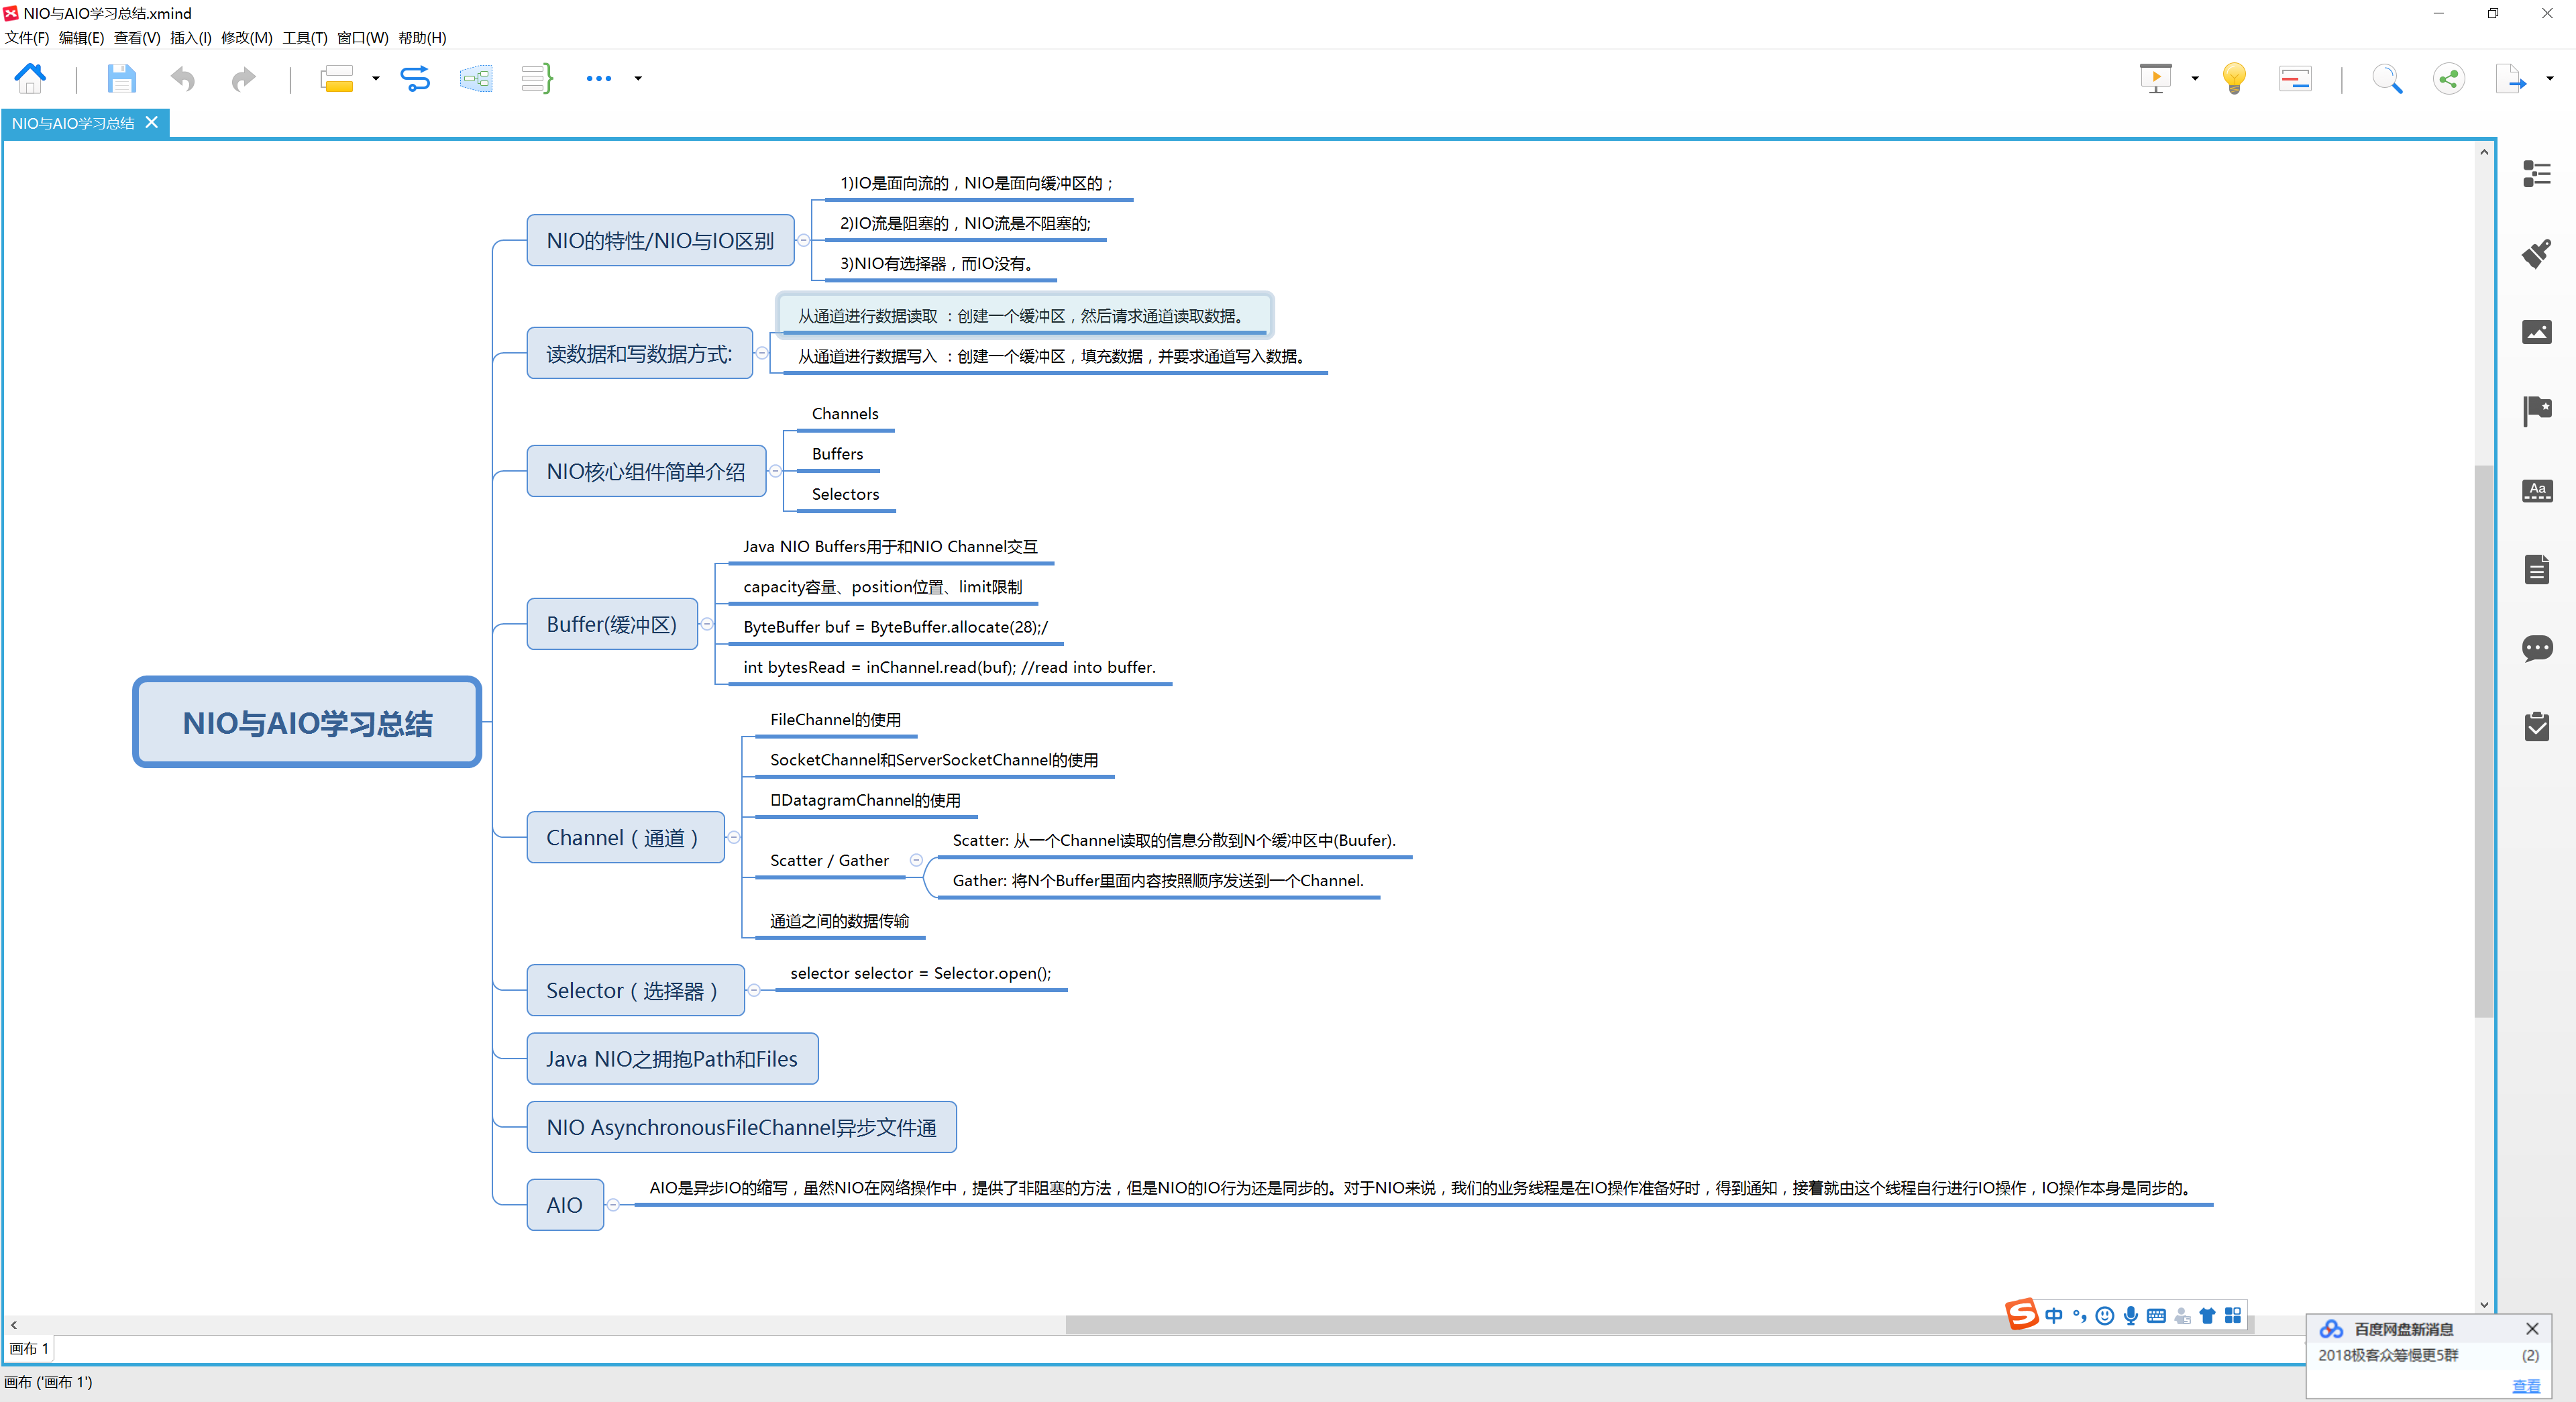 NIO与AIO学习总结.xmind
文件(F) 编辑(E) 查看(V) 插入(I) 修改(M) 工具(T) 窗口(W) 帮助(H)
NIO与AIO学习总结
NIO与AIO学习总结
NIO的特性/NIO与IO区别
1)IO是面向流的，NIO是面向缓冲区的；
2)IO流是阻塞的，NIO流是不阻塞的;
3)NIO有选择器，而IO没有。
读数据和写数据方式:
从通道进行数据读取 ：创建一个缓冲区，然后请求通道读取数据。
从通道进行数据写入 ：创建一个缓冲区，填充数据，并要求通道写入数据。
NIO核心组件简单介绍
Channels
Buffers
Selectors
Buffer(缓冲区)
Java NIO Buffers用于和NIO Channel交互
capacity容量、position位置、limit限制
ByteBuffer buf = ByteBuffer.allocate(28);/
int bytesRead = inChannel.read(buf); //read into buffer.
Channel（通道）
FileChannel的使用
SocketChannel和ServerSocketChannel的使用
DatagramChannel的使用
Scatter / Gather
Scatter: 从一个Channel读取的信息分散到N个缓冲区中(Buufer).
Gather: 将N个Buffer里面内容按照顺序发送到一个Channel.
通道之间的数据传输
Selector（选择器）
selector selector = Selector.open();
Java NIO之拥抱Path和Files
NIO AsynchronousFileChannel异步文件通
AIO
AIO是异步IO的缩写，虽然NIO在网络操作中，提供了非阻塞的方法，但是NIO的IO行为还是同步的。对于NIO来说，我们的业务线程是在IO操作准备好时，得到通知，接着就由这个线程自行进行IO操作，IO操作本身是同步的。
Aa
中
百度网盘新消息
2018极客众筹慢更5群 (2)
查看
画布 1
画布 ('画布 1')